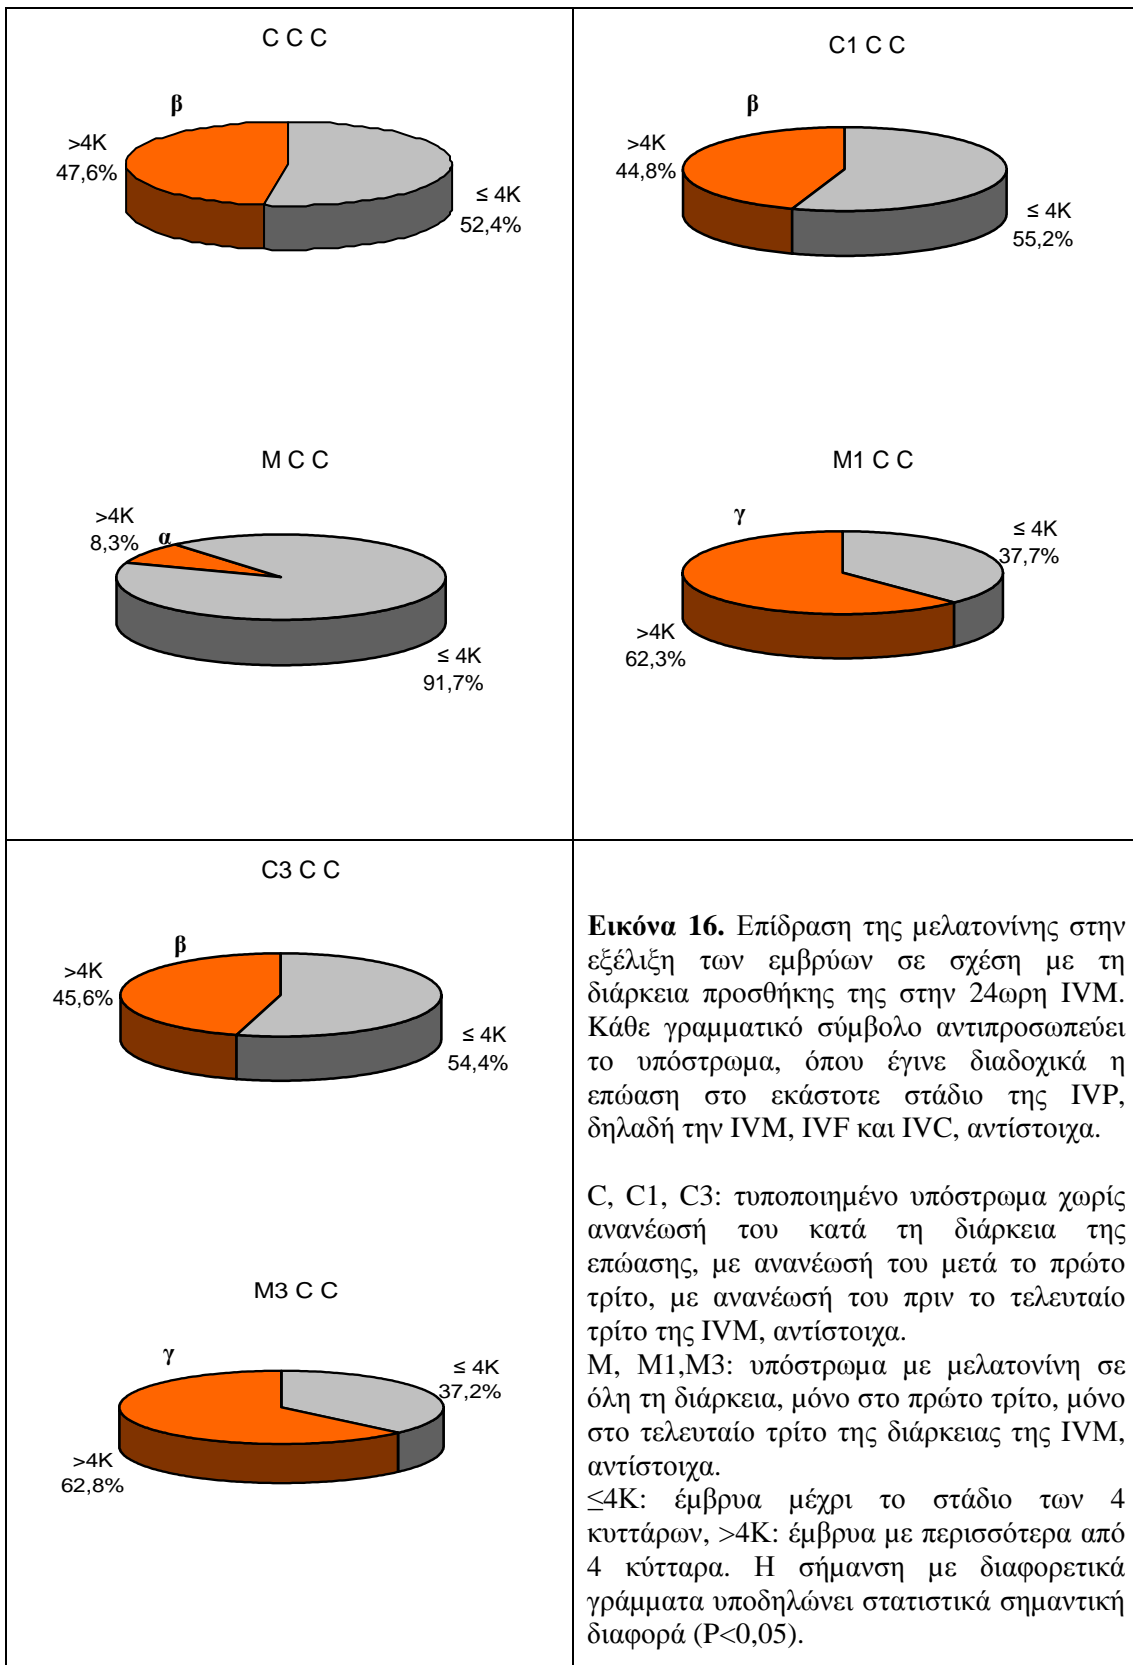 C C C
β
>4K
47,6%
≤ 4K
52,4%
C1 C C
β
>4K
44,8%
≤ 4K
55,2%
M C C
>4K
8,3%
α
≤ 4K
91,7%
M1 C C
γ
≤ 4K
37,7%
>4K
62,3%
C3 C C
β
>4K
45,6%
≤ 4K
54,4%
M3 C C
γ
≤ 4K
37,2%
>4K
62,8%
Εικόνα 16. Επίδραση της μελατονίνης στην
εξέλιξη των εμβρύων σε σχέση με τη
διάρκεια προσθήκης της στην 24ωρη IVM.
Κάθε γραμματικό σύμβολο αντιπροσωπεύει
το υπόστρωμα, όπου έγινε διαδοχικά η
επώαση στο εκάστοτε στάδιο της IVP,
δηλαδή την IVM, IVF και IVC, αντίστοιχα.
C, C1, C3: τυποποιημένο υπόστρωμα χωρίς
ανανέωσή του κατά τη διάρκεια της
επώασης, με ανανέωσή του μετά το πρώτο
τρίτο, με ανανέωσή του πριν το τελευταίο
τρίτο της IVM, αντίστοιχα.
M, M1,M3: υπόστρωμα με μελατονίνη σε
όλη τη διάρκεια, μόνο στο πρώτο τρίτο, μόνο
στο τελευταίο τρίτο της διάρκειας της IVM,
αντίστοιχα.
≤4Κ: έμβρυα μέχρι το στάδιο των 4
κυττάρων, >4Κ: έμβρυα με περισσότερα από
4 κύτταρα. Η σήμανση με διαφορετικά
γράμματα υποδηλώνει στατιστικά σημαντική
διαφορά (P<0,05).